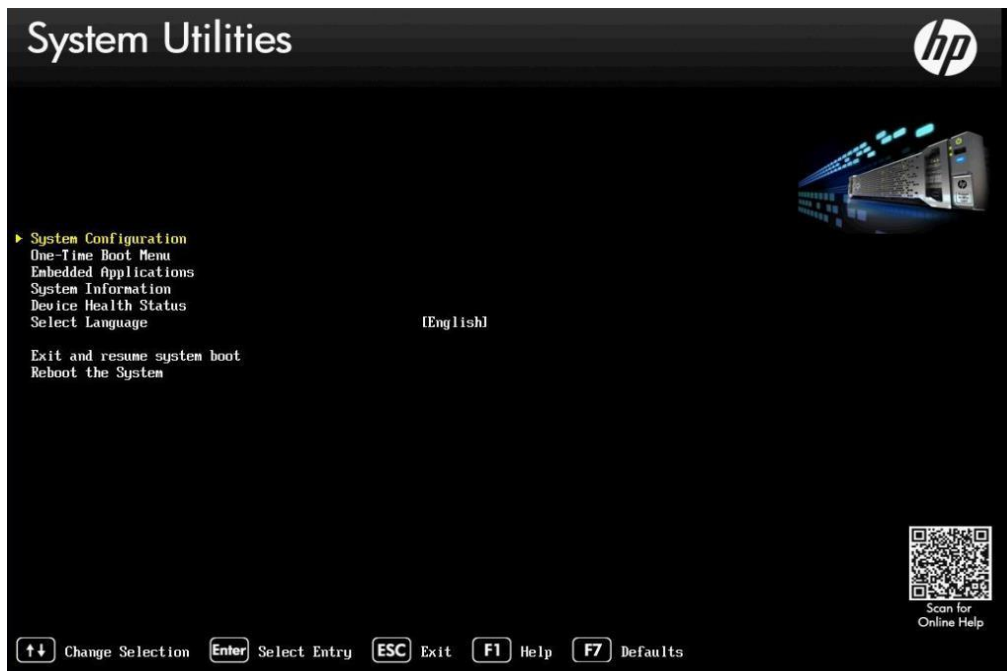 System Utilities
hp
System Configuration
One-Time Boot Menu
Embedded Applications
System Information
Device Health Status
Select Language [English]
Exit and resume system boot
Reboot the System
Scan for
Online Help
↑↓ Change Selection Enter Select Entry ESC Exit F1 Help F7 Defaults